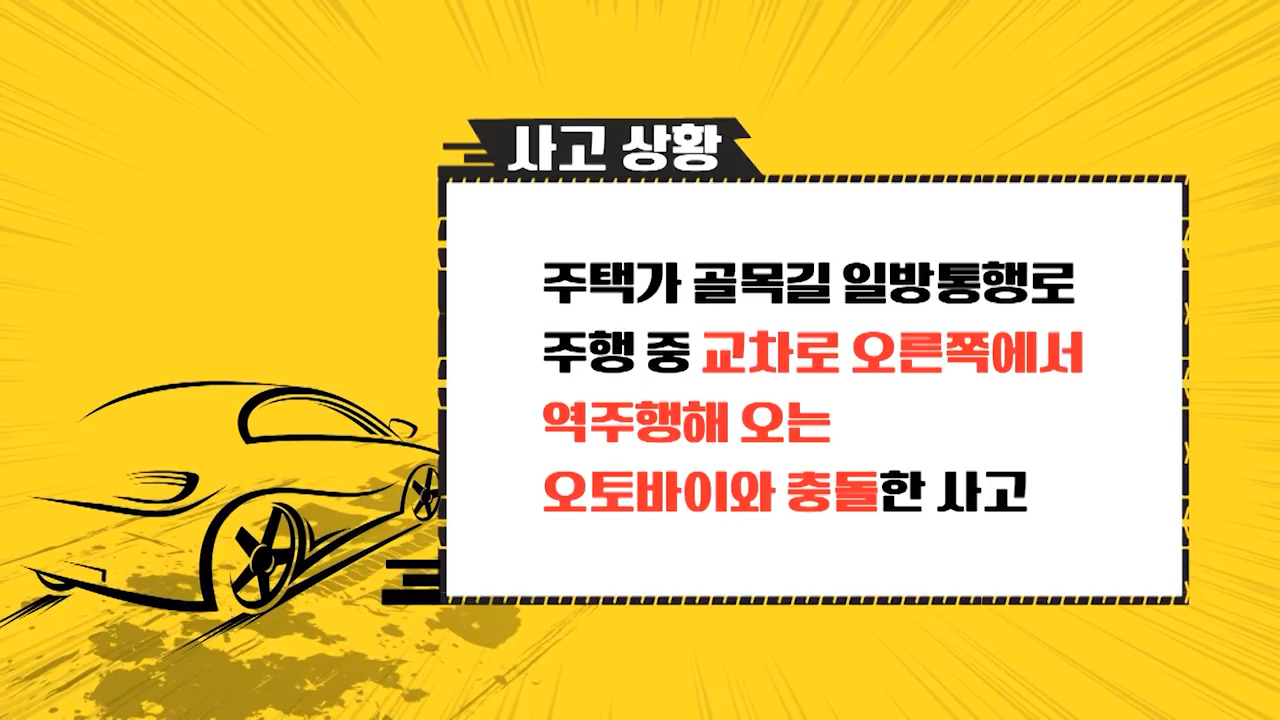 사고 상황
주택가 골목길 일방통행로
주행 중 교차로 오른쪽에서
역주행해 오는
오토바이와 충돌한 사고